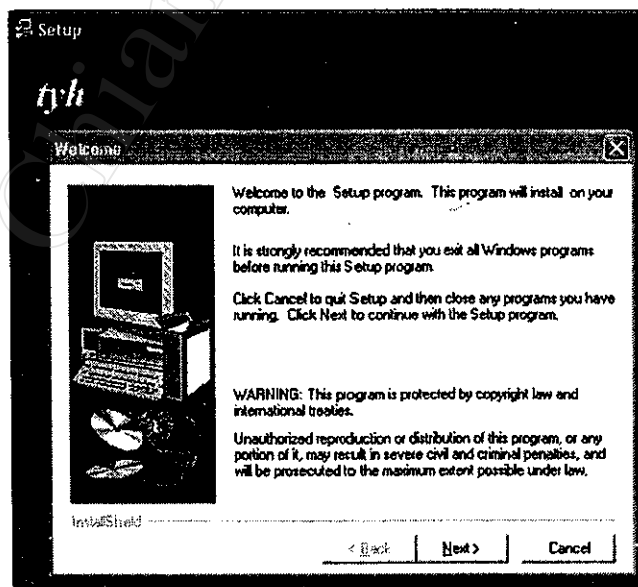 Setup
tyh
Welcome
Welcome to the Setup program. This program will install on your
computer.
It is strongly recommended that you exit all Windows programs
before running this Setup program
Click Cancel to quit Setup and then close any programs you have
running. Click Next to continue with the Setup program.
WARNING: This program is protected by copyright law and
international treaties.
Unauthorized reproduction or distribution of this program, or any
portion of it, may result in severe civil and criminal penalties, and
will be prosecuted to the maximum extent possible under law.
InstallShield
< Back Next > Cancel